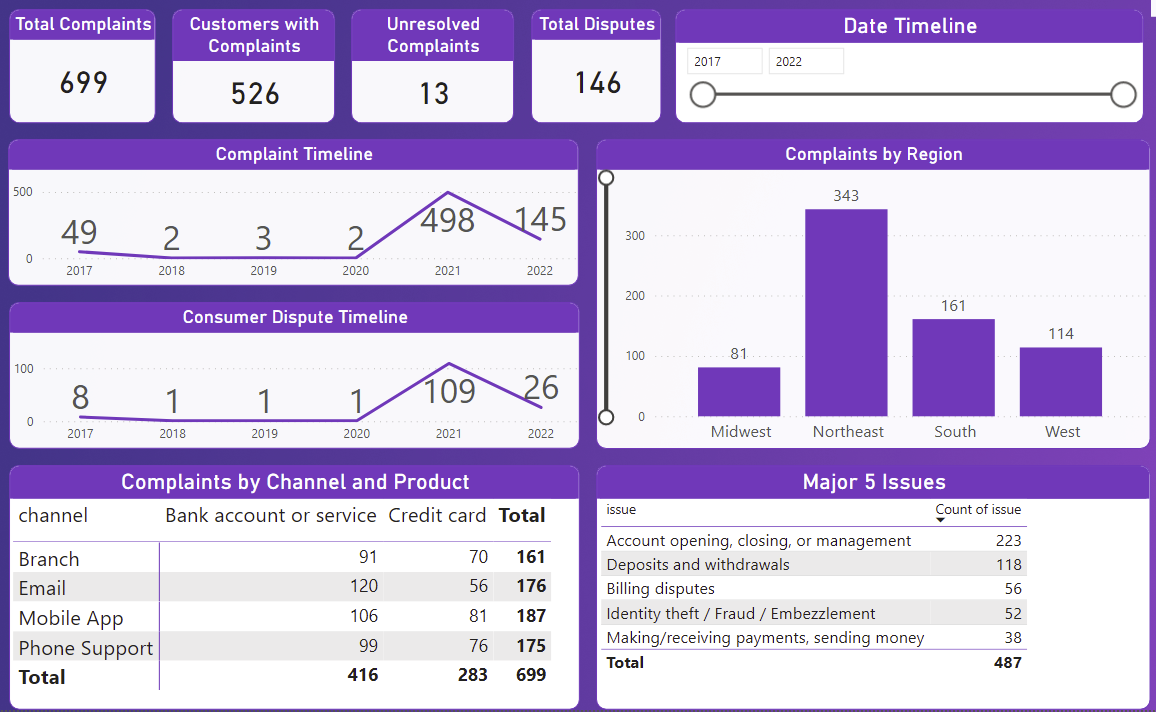 Total Complaints
699
Customers with
Complaints
526
Unresolved
Complaints
13
Total Disputes
146
Date Timeline
2017 2022
Complaint Timeline
500
0
49 2 3 2 498 145
2017 2018 2019 2020 2021 2022
Complaints by Region
300
200
100
0
81 343 161 114
Midwest Northeast South West
Consumer Dispute Timeline
100
0
8 1 1 1 109 26
2017 2018 2019 2020 2021 2022
Complaints by Channel and Product
channel Bank account or service Credit card Total
Branch 91 70 161
Email 120 56 176
Mobile App 106 81 187
Phone Support 99 76 175
Total 416 283 699
Major 5 Issues
issue Count of issue
Account opening, closing, or management 223
Deposits and withdrawals 118
Billing disputes 56
Identity theft / Fraud / Embezzlement 52
Making/receiving payments, sending money 38
Total 487